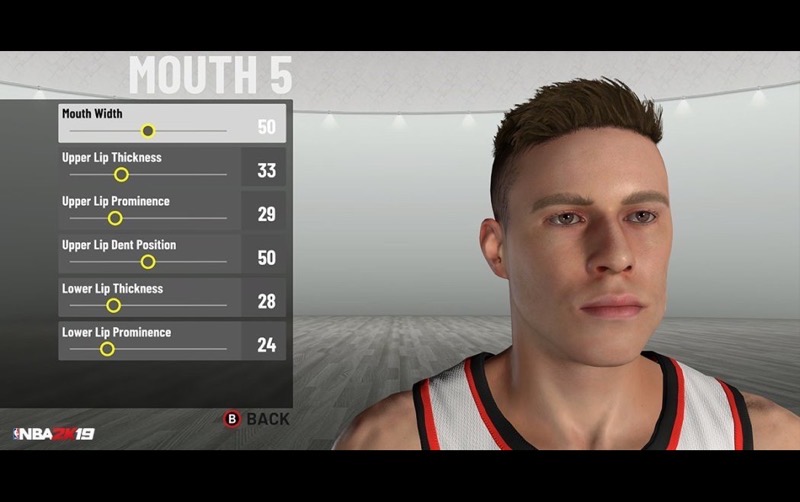 MOUTH 5
Mouth Width
50
Upper Lip Thickness
33
Upper Lip Prominence
29
Upper Lip Dent Position
50
Lower Lip Thickness
28
Lower Lip Prominence
24
B BACK
NBA 2K19